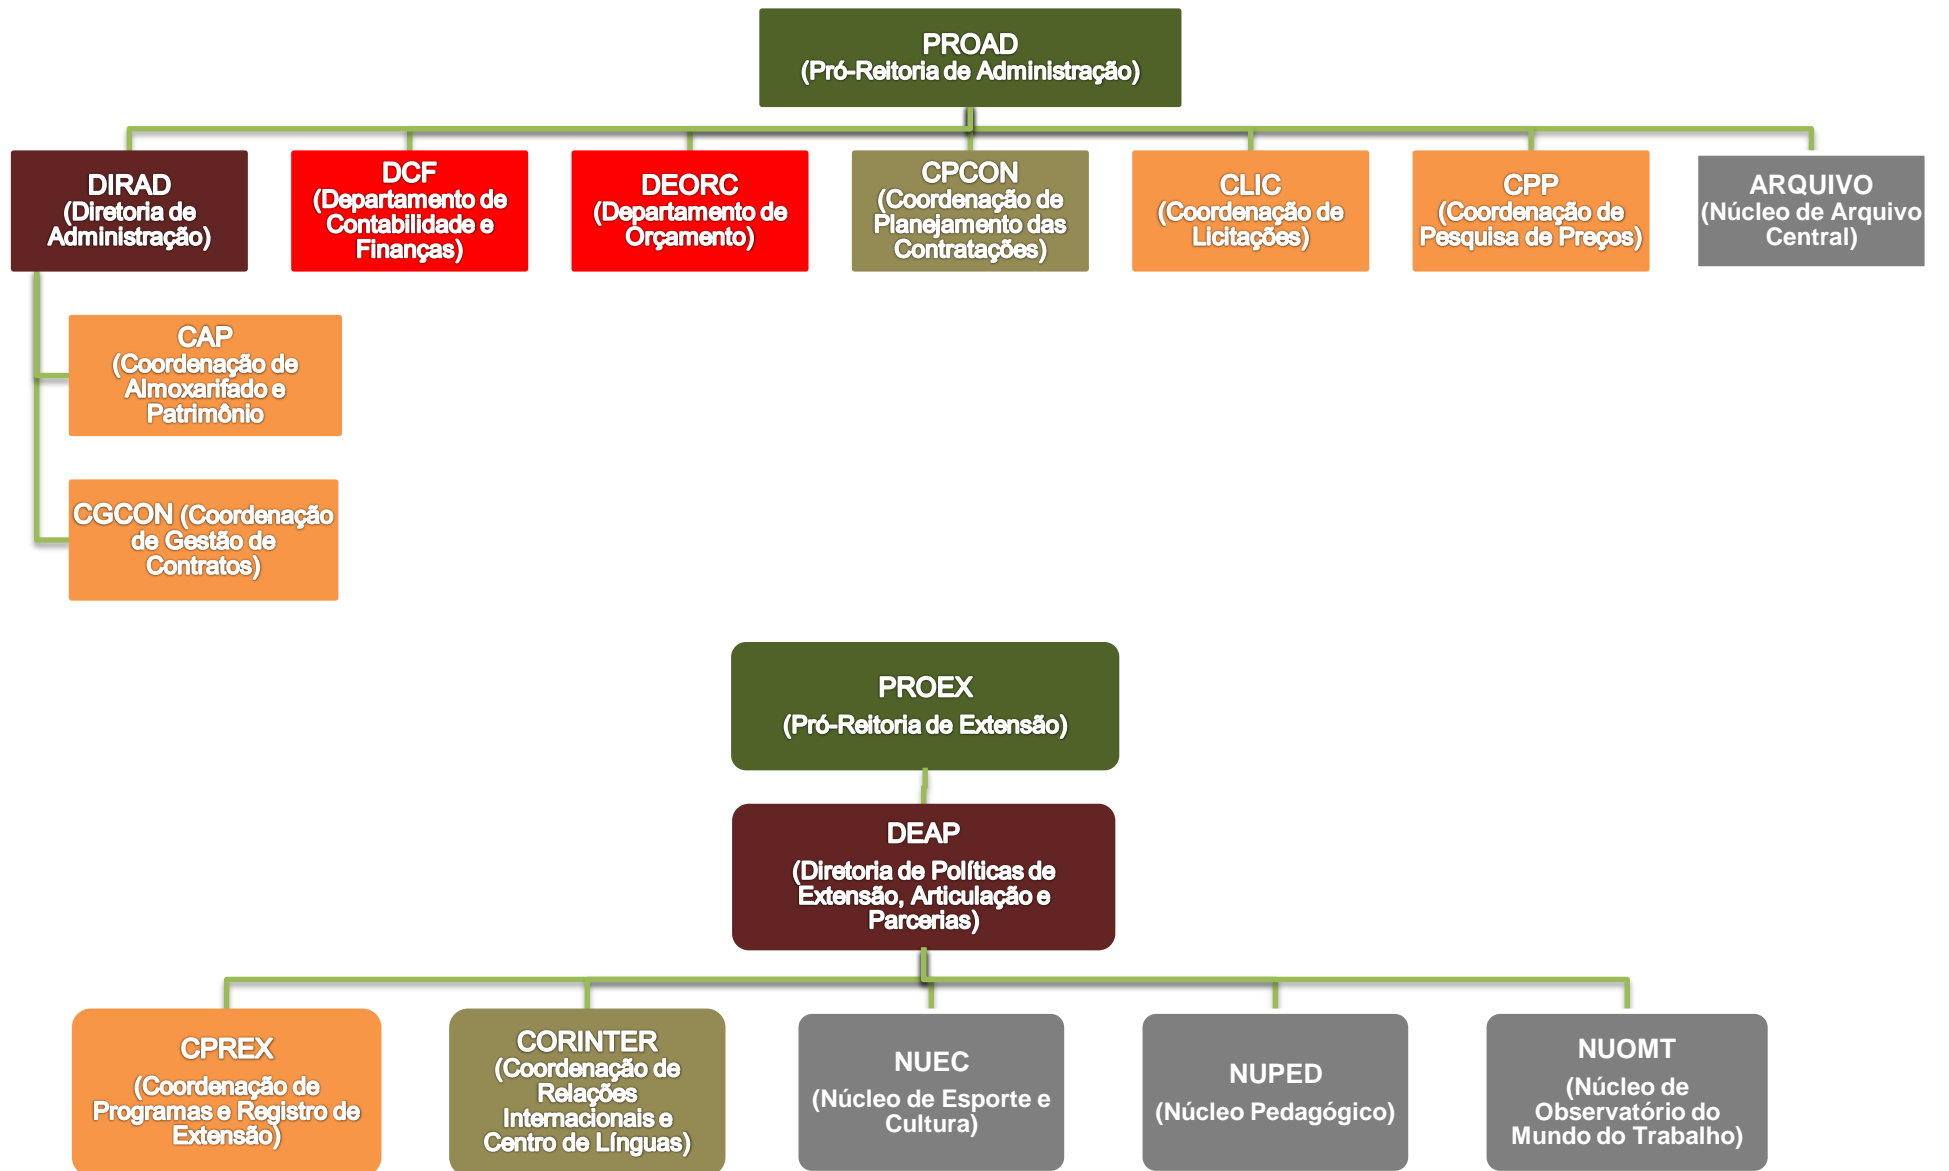 PROAD
(Pró-Reitoria de Administração)
DIRAD
(Diretoria de
Administração)
DCF
(Departamento de
Contabilidade e
Finanças)
DEORC
(Departamento de
Orçamento)
CPCON
(Coordenação de
Planejamento das
Contratações)
CLIC
(Coordenação de
Licitações)
CPP
(Coordenação de
Pesquisa de Preços)
ARQUIVO
(Núcleo de Arquivo
Central)
CAP
(Coordenação de
Almoxarifado e
Patrimônio
CGCON (Coordenação
de Gestão de
Contratos)
PROEX
(Pró-Reitoria de Extensão)
DEAP
(Diretoria de Políticas de
Extensão, Articulação e
Parcerias)
CPREX
(Coordenação de
Programas e Registro de
Extensão)
CORINTER
(Coordenação de
Relações
Internacionais e
Centro de Línguas)
NUEC
(Núcleo de Esporte e
Cultura)
NUPED
(Núcleo Pedagógico)
NUOMT
(Núcleo de
Observatório do
Mundo do Trabalho)